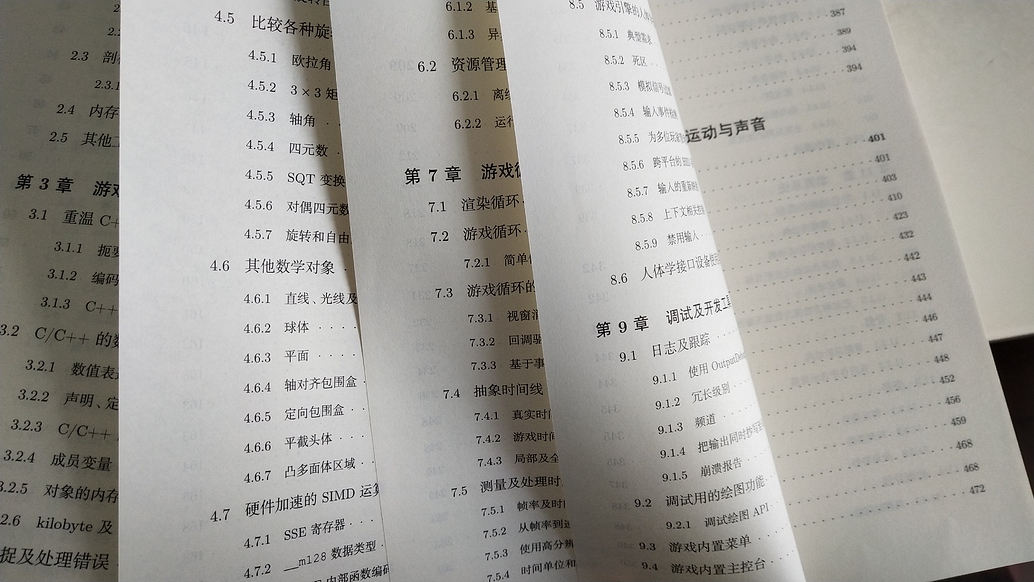 2.3 剖
2.3.1
2.4 内存
2.5 其他
第 3 章 游
3.1 重温 C+
3.1.1 扼
3.1.2 编码
3.1.3 C++
3.2 C/C++ 的
3.2.1 数值表
3.2.2 声明、定
3.2.3 C/C++
3.2.4 成员变量
3.2.5 对象的内存
2.6 kilobyte 及
捉及处理错误
4.5 比较各种旋
4.5.1 欧拉角
4.5.2 3 × 3 矩
4.5.3 轴角
4.5.4 四元数
4.5.5 SQT 变换
4.5.6 对偶四元数
4.5.7 旋转和自由
4.6 其他数学对象
4.6.1 直线、光线及
4.6.2 球体
4.6.3 平面
4.6.4 轴对齐包围盒
4.6.5 定向包围盒
4.6.6 平截头体
4.6.7 凸多面体区域
4.7 硬件加速的 SIMD 运算
4.7.1 SSE 寄存器
4.7.2 __m128 数据类型
内部函数编码
6.1.2 基
6.1.3 异
6.2 资源管理
6.2.1 离线
6.2.2 运行
第 7 章 游戏循
7.1 渲染循环
7.2 游戏循环
7.2.1 简单
7.3 游戏循环的
7.3.1 视窗消
7.3.2 回调驱
7.3.3 基于事
7.4 抽象时间线
7.4.1 真实时间
7.4.2 游戏时间
7.4.3 局部及全
7.5 测量及处理时
7.5.1 帧率及时
7.5.2 从帧率到
7.5.3 使用高分辨
7.5.4 时间单位和
8.5 游戏引擎的人体
8.5.1 典型需求
8.5.2 死区
8.5.3 模拟信号
8.5.4 输入事件
8.5.5 为多位玩家
8.5.6 跨平台的
8.5.7 输入的重新
8.5.8 上下文相关
8.5.9 禁用输入
8.6 人体学接口设备使用
第 9 章 调试及开发工具
9.1 日志及跟踪
9.1.1 使用 OutputDe
9.1.2 冗长级别
9.1.3 频道
9.1.4 把输出同时抄写
9.1.5 崩溃报告
9.2 调试用的绘图功能
9.2.1 调试绘图 API
9.3 游戏内置菜单
9.4 游戏内置主控台
387
389
394
394
运动与声音
401
401
403
410
423
432
442
443
444
446
447
448
452
456
459
468
468
472